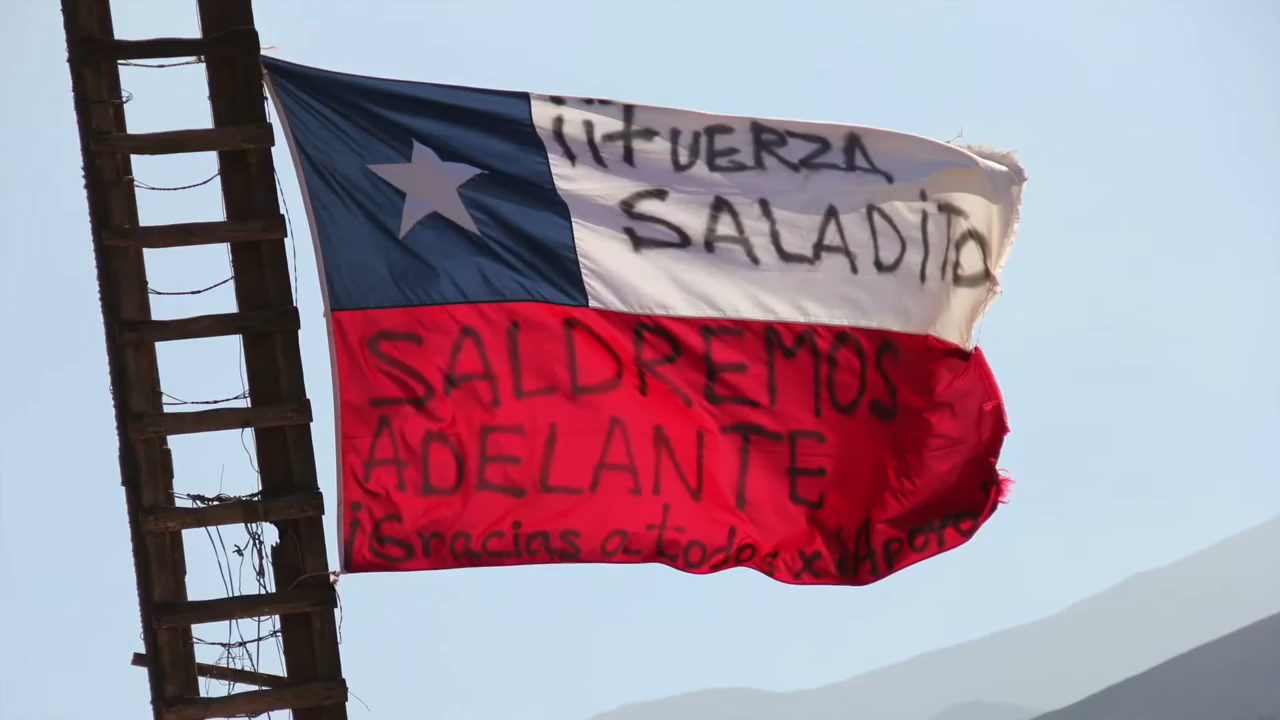 ¡¡¡FUERZA
SALADITO
SALDREMOS
ADELANTE
¡Gracias a todos x Apoyo